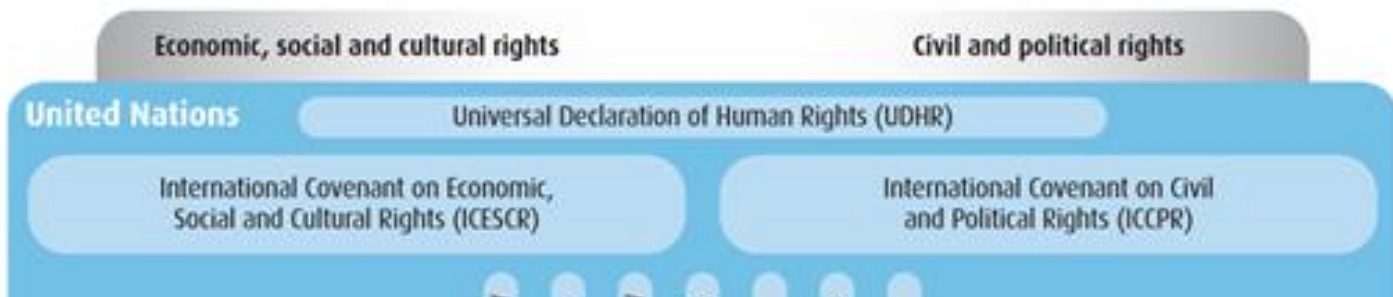 Economic, social and cultural rights
Civil and political rights
United Nations
Universal Declaration of Human Rights (UDHR)
International Covenant on Economic,
Social and Cultural Rights (ICESCR)
International Covenant on Civil
and Political Rights (ICCPR)